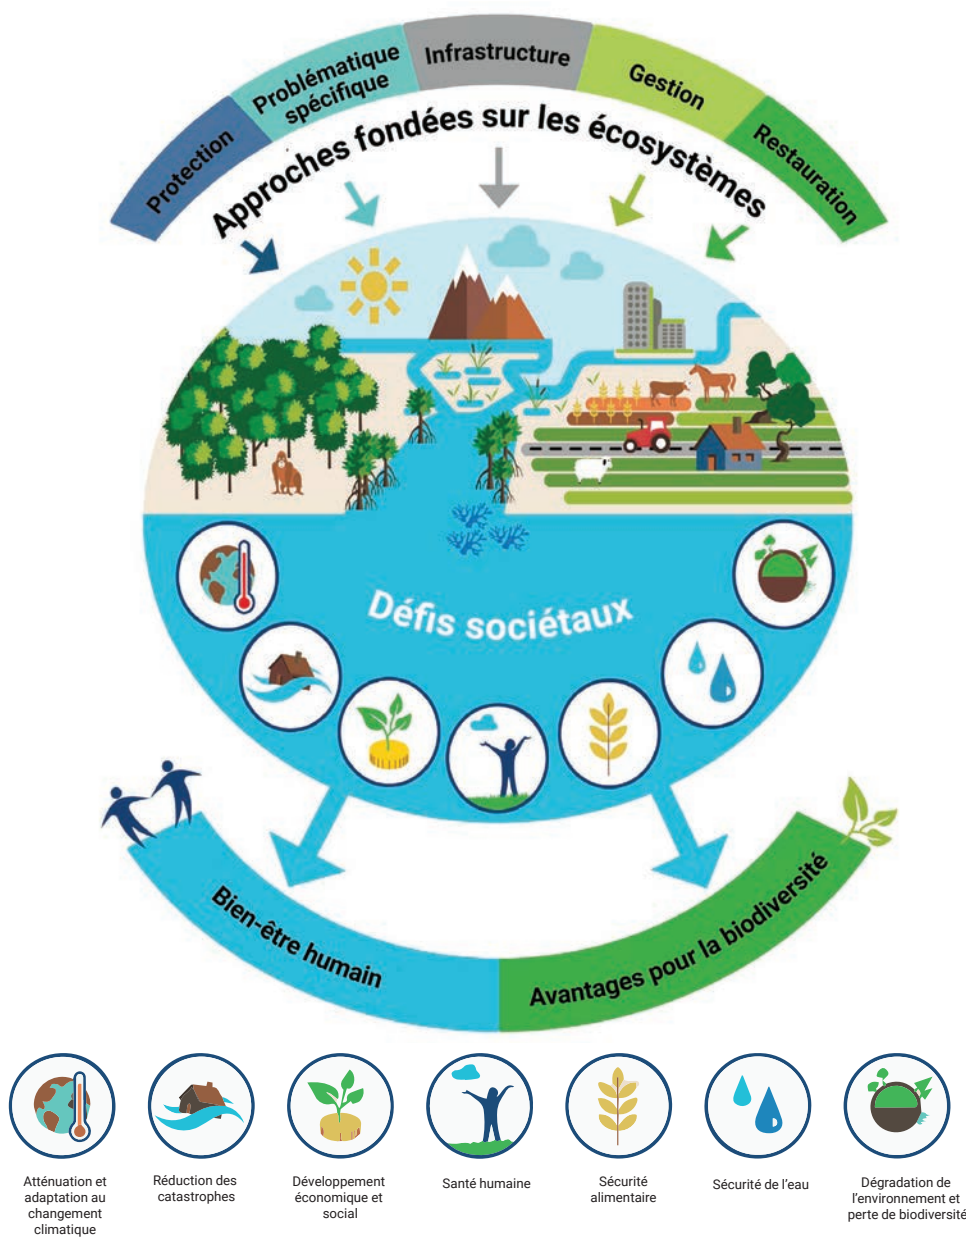 Protection
Problématique
spécifique
Infrastructure
Gestion
Restauration
Approches fondées sur les écosystèmes
Défis sociétaux
Bien-être humain
Avantages pour la biodiversité
Atténuation et
adaptation au
changement
climatique
Réduction des
catastrophes
Développement
économique et
social
Santé humaine
Sécurité
alimentaire
Sécurité de l'eau
Dégradation de
l'environnement et
perte de biodiversité